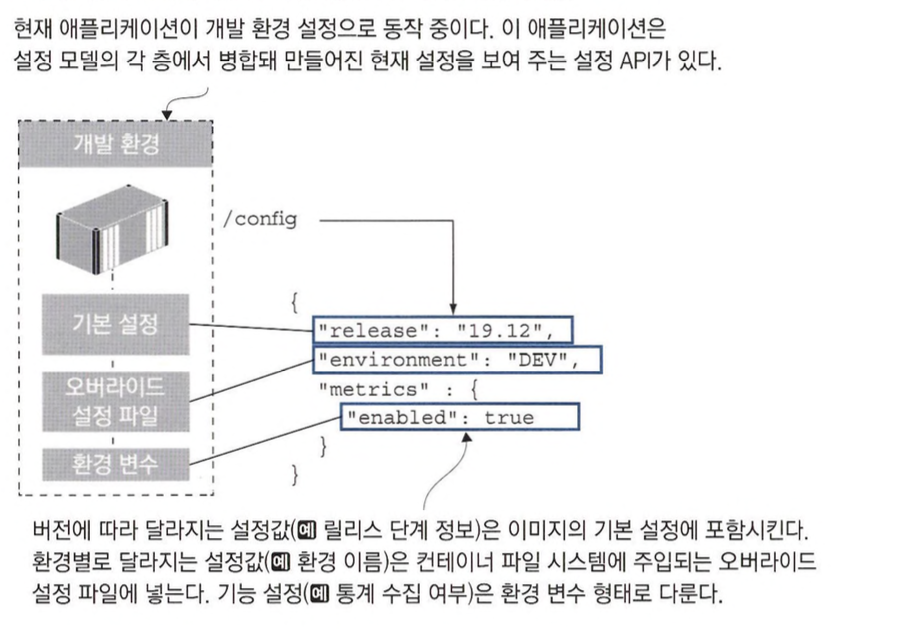 현재 애플리케이션이 개발 환경 설정으로 동작 중이다. 이 애플리케이션은
설정 모델의 각 층에서 병합돼 만들어진 현재 설정을 보여 주는 설정 API가 있다.
개발 환경
/config
{
기본 설정
"release": "19.12",
"environment": "DEV",
오버라이드
설정 파일
"metrics" : {
"enabled": true
}
환경 변수
}
버전에 따라 달라지는 설정값(예 릴리스 단계 정보)은 이미지의 기본 설정에 포함시킨다.
환경별로 달라지는 설정값(예 환경 이름)은 컨테이너 파일 시스템에 주입되는 오버라이드
설정 파일에 넣는다. 기능 설정(예 통계 수집 여부)은 환경 변수 형태로 다룬다.